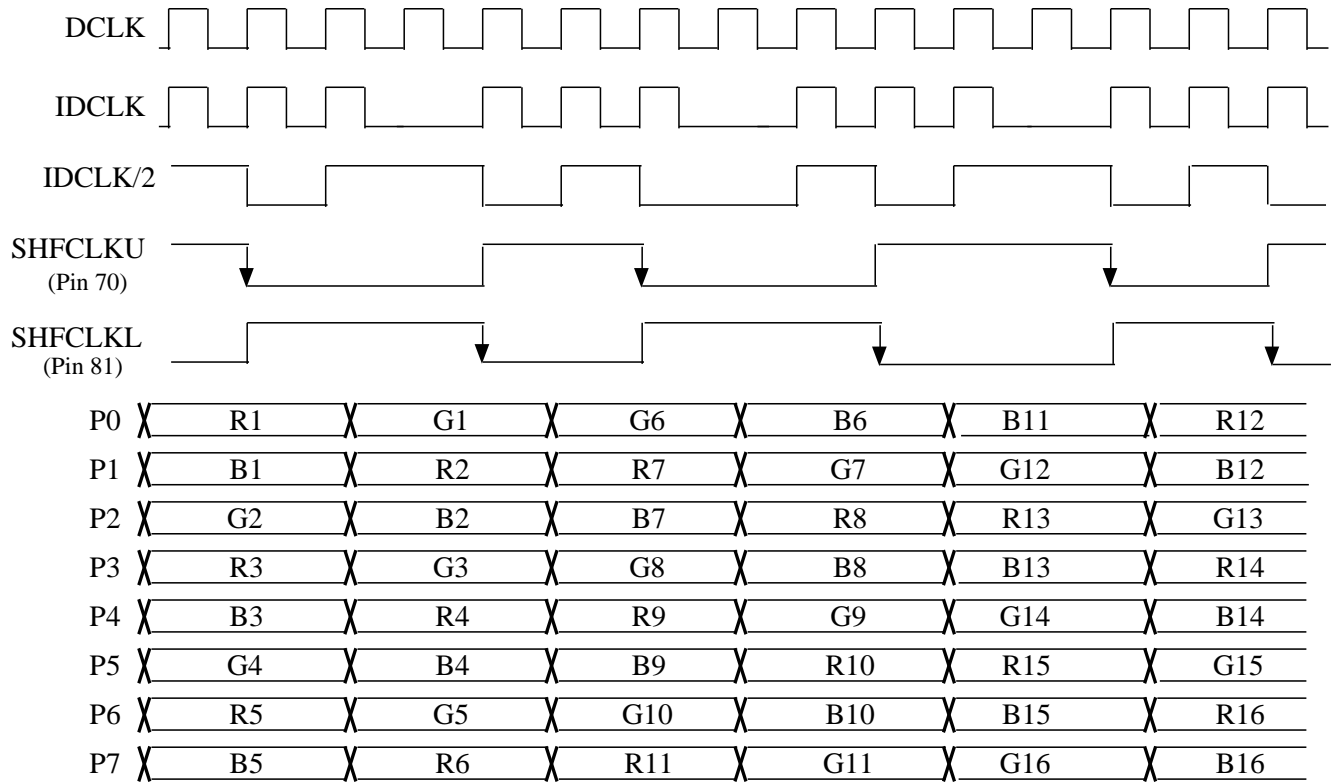 DCLK
IDCLK
IDCLK/2
SHFCLKU
(Pin 70)
SHFCLKL
(Pin 81)
P0 R1 G1 G6 B6 B11 R12
P1 B1 R2 R7 G7 G12 B12
P2 G2 B2 B7 R8 R13 G13
P3 R3 G3 G8 B8 B13 R14
P4 B3 R4 R9 G9 G14 B14
P5 G4 B4 B9 R10 R15 G15
P6 R5 G5 G10 B10 B15 R16
P7 B5 R6 R11 G11 G16 B16